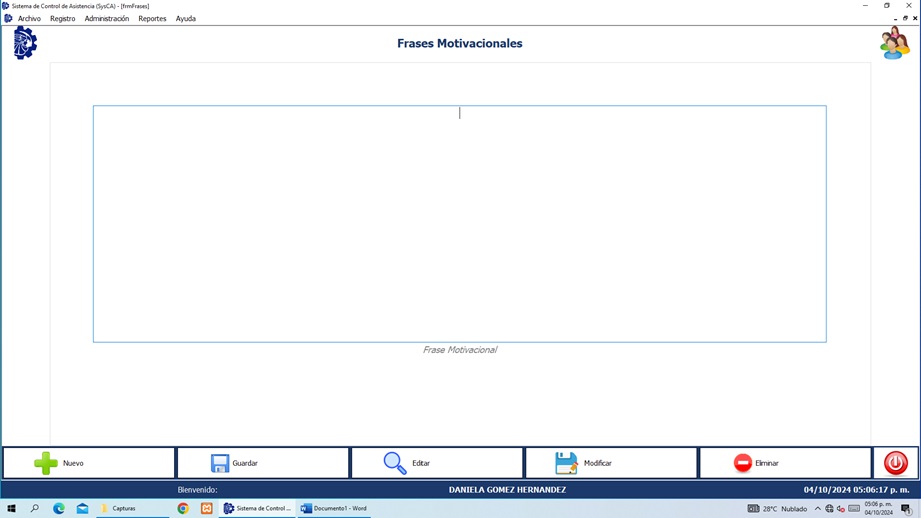 Sistema de Control de Asistencia (SysCA) - [frmFrases]
Archivo Registro Administración Reportes Ayuda
Frases Motivacionales
Frase Motivacional
Nuevo Guardar Editar Modificar Eliminar
Bienvenido: DANIELA GOMEZ HERNANDEZ 04/10/2024 05:06:17 p. m.
Capturas Sistema de Control ... Documento1 - Word 28°C Nublado 05:06 p. m.
04/10/2024